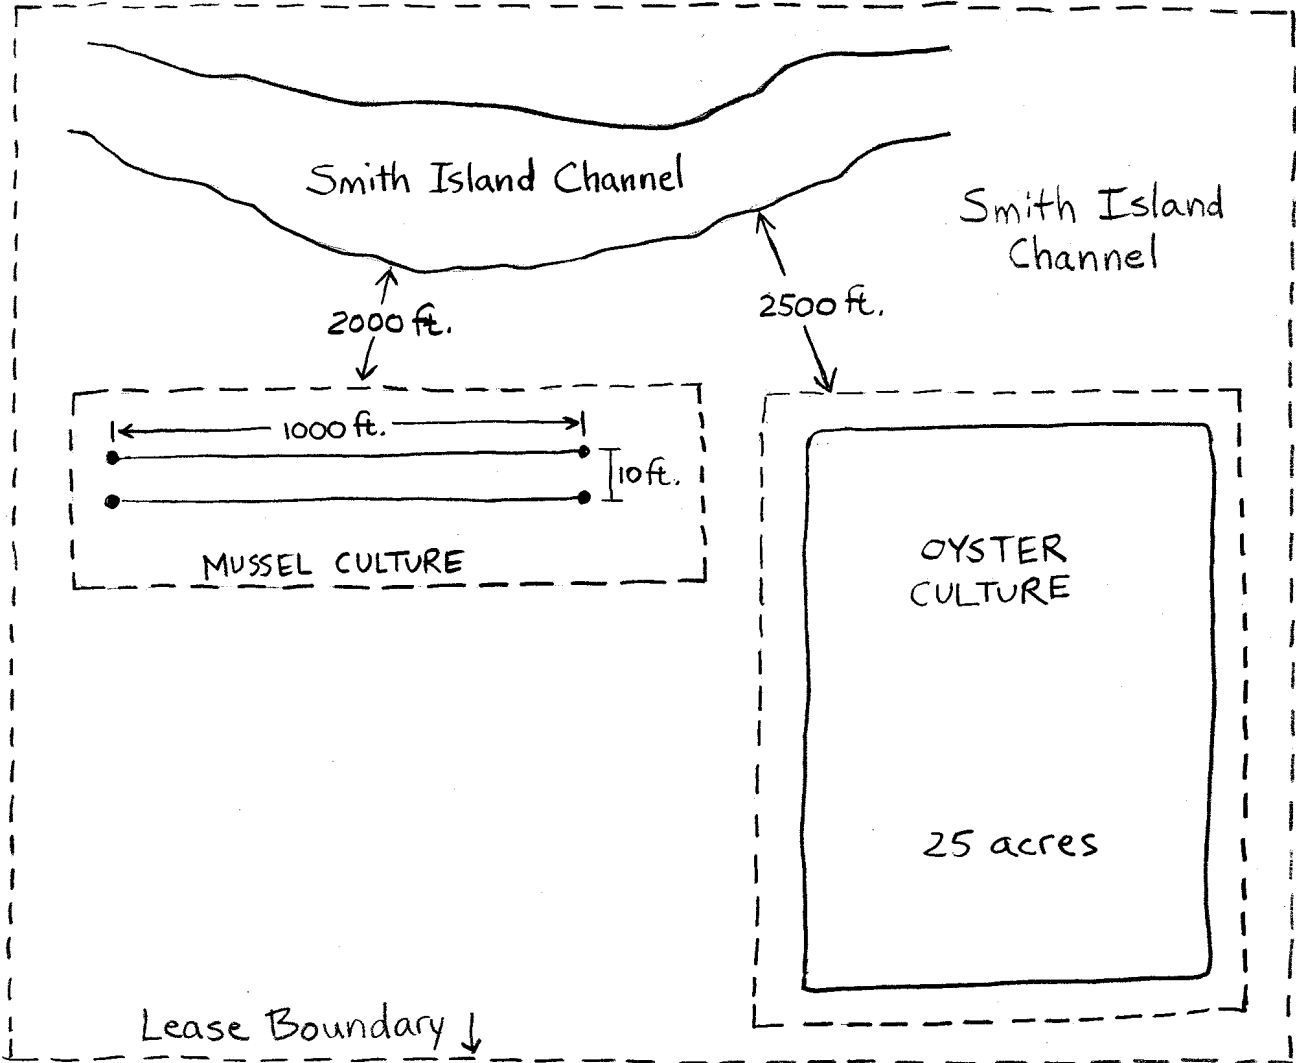 Smith Island Channel
Smith Island
Channel
2000 ft.
2500 ft.
1000 ft.
10 ft.
MUSSEL CULTURE
OYSTER
CULTURE
25 acres
Lease Boundary